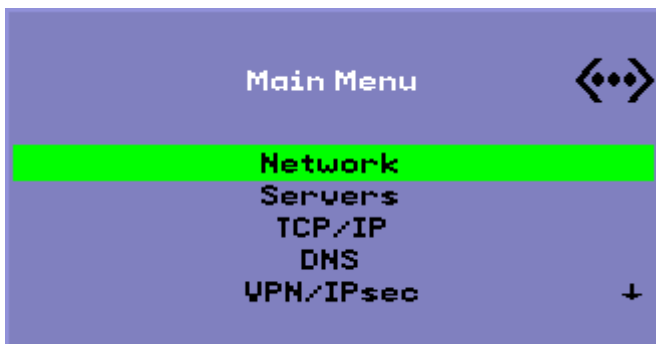 Main Menu
Network
Servers
TCP/IP
DNS
VPN/IPsec